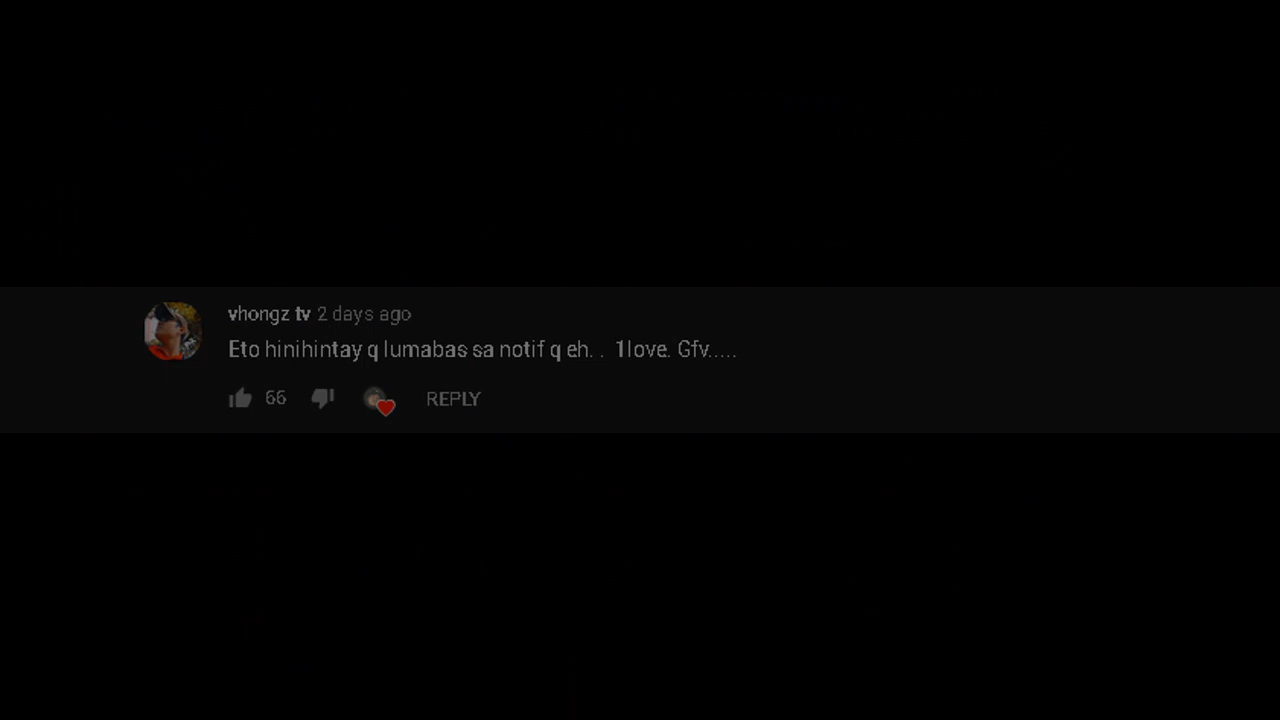 vhongz tv 2 days ago
Eto hinihintay q lumabas sa notif q eh. . 1love. Gfv.....
66 REPLY